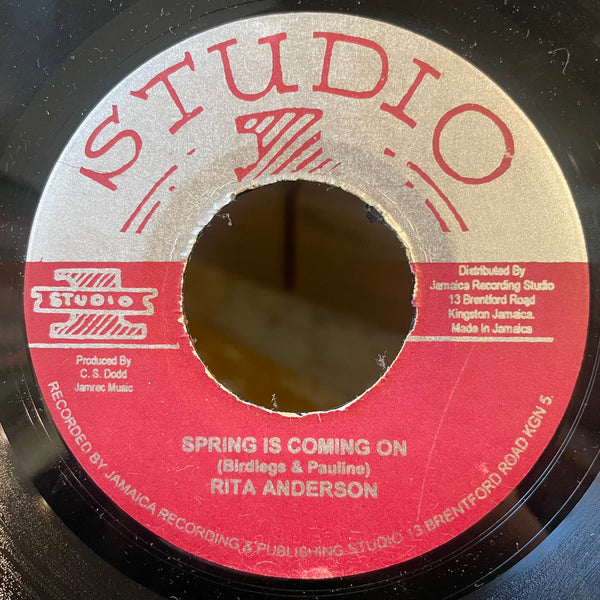 STUDIO
1
STUDIO
Produced By
C. S. Dodd
Jamrec Music
Distributed By
Jamaica Recording Studio
13 Brentford Road
Kingston Jamaica.
Made In Jamaica
SPRING IS COMING ON
(Birdlegs & Pauline)
RITA ANDERSON
RECORDED BY JAMAICA RECORDING & PUBLISHING STUDIO 13 BRENTFORD ROAD KGN 5.